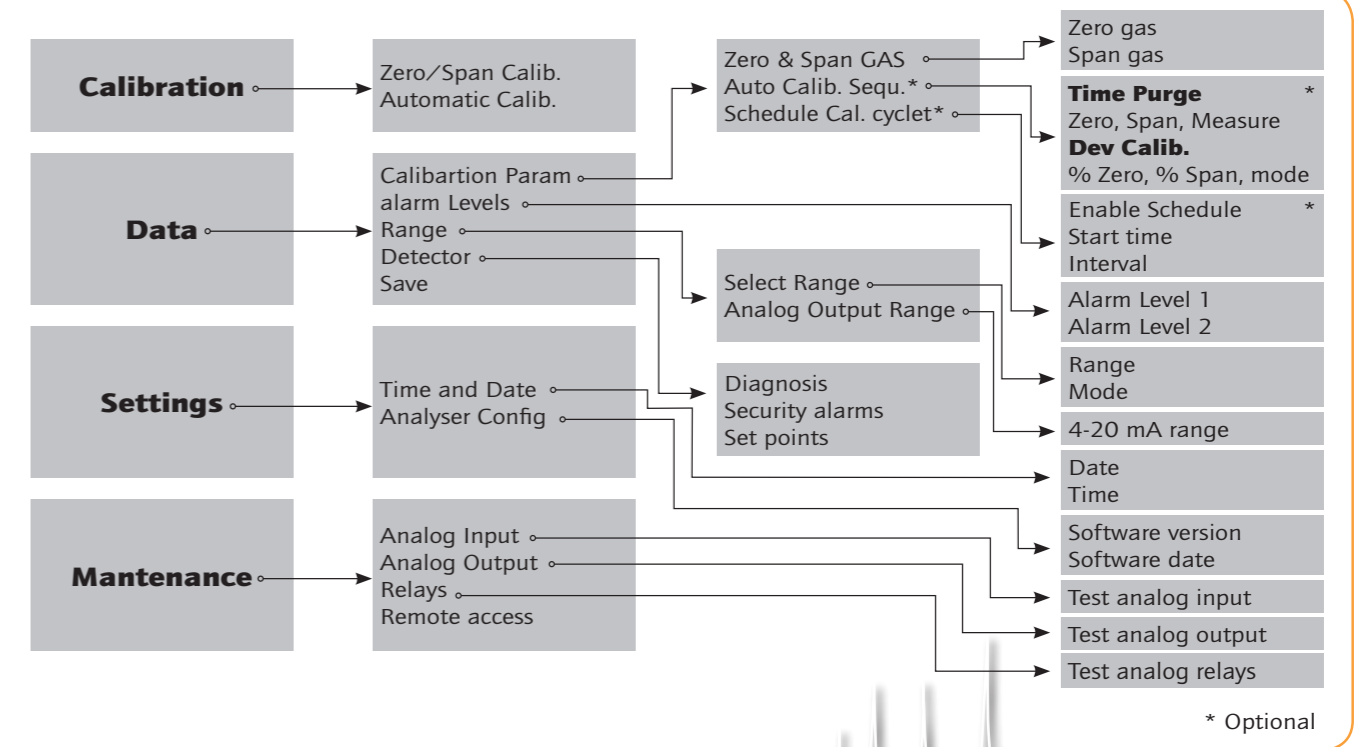 Calibration
Zero/Span Calib.
Automatic Calib.
Zero & Span GAS
Auto Calib. Sequ.*
Schedule Cal. cyclet*
Zero gas
Span gas
Time Purge *
Zero, Span, Measure
Dev Calib.
% Zero, % Span, mode
Enable Schedule *
Start time
Interval
Data
Calibartion Param
alarm Levels
Range
Detector
Save
Select Range
Analog Output Range
Diagnosis
Security alarms
Set points
Alarm Level 1
Alarm Level 2
Range
Mode
4-20 mA range
Settings
Time and Date
Analyser Config
Date
Time
Software version
Software date
Mantenance
Analog Input
Analog Output
Relays
Remote access
Test analog input
Test analog output
Test analog relays
* Optional